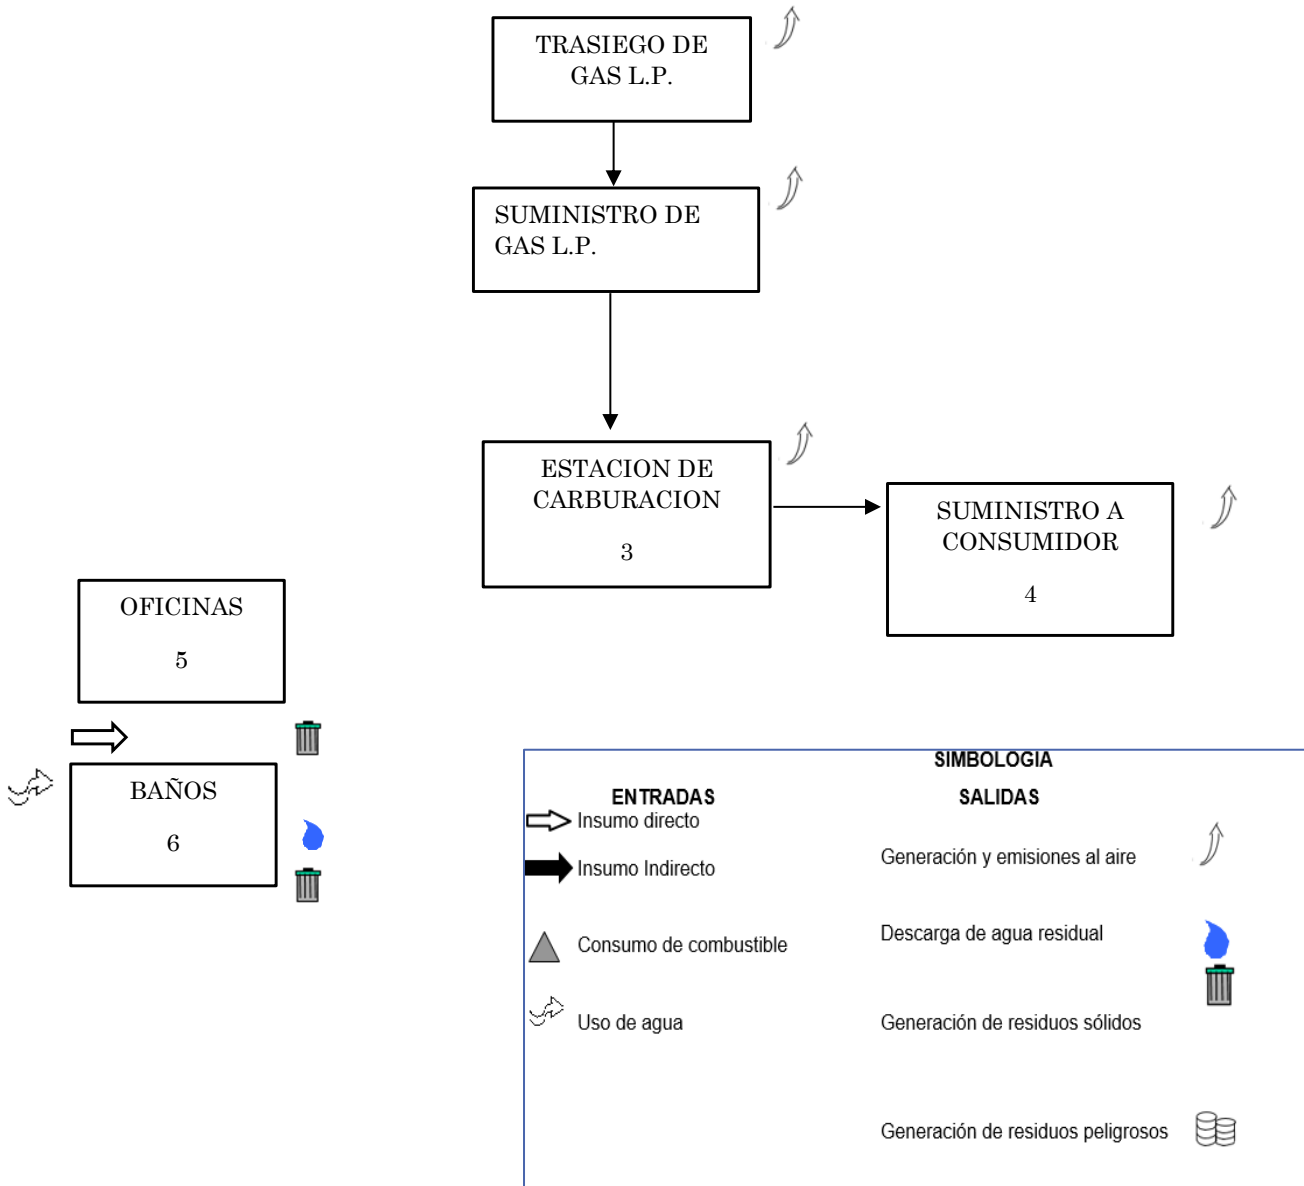 TRASIEGO DE
GAS L.P.
SUMINISTRO DE
GAS L.P.
ESTACION DE
CARBURACION
3
SUMINISTRO A
CONSUMIDOR
4
OFICINAS
5
BAÑOS
6
SIMBOLOGIA
ENTRADAS
SALIDAS
Insumo directo
Insumo Indirecto
Consumo de combustible
Uso de agua
Generación y emisiones al aire
Descarga de agua residual
Generación de residuos sólidos
Generación de residuos peligrosos